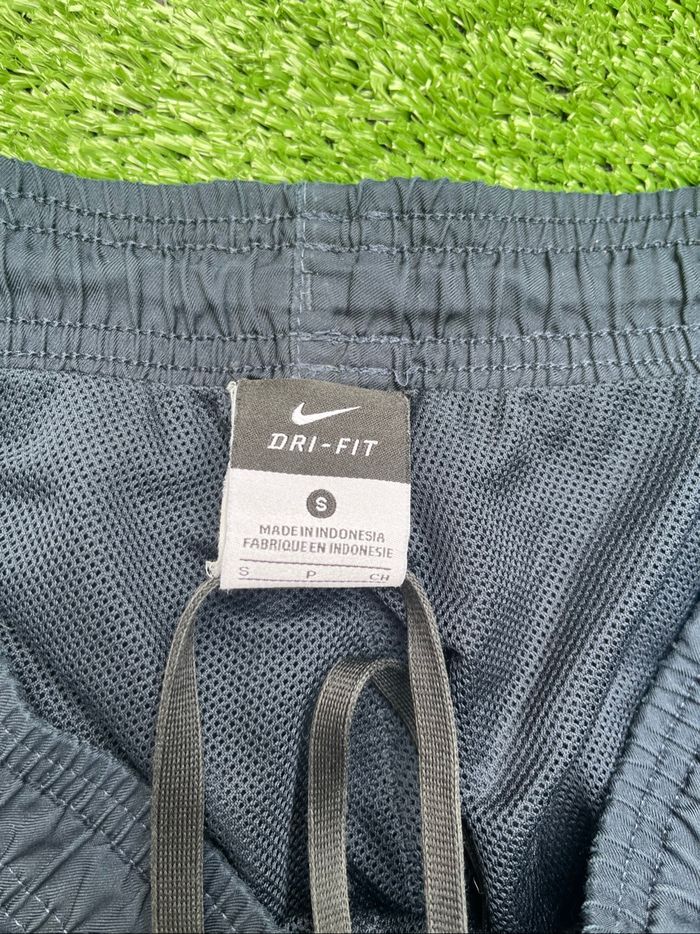 DRI-FIT
S
MADE IN INDONESIA
FABRIQUE EN INDONESIE
S P CH